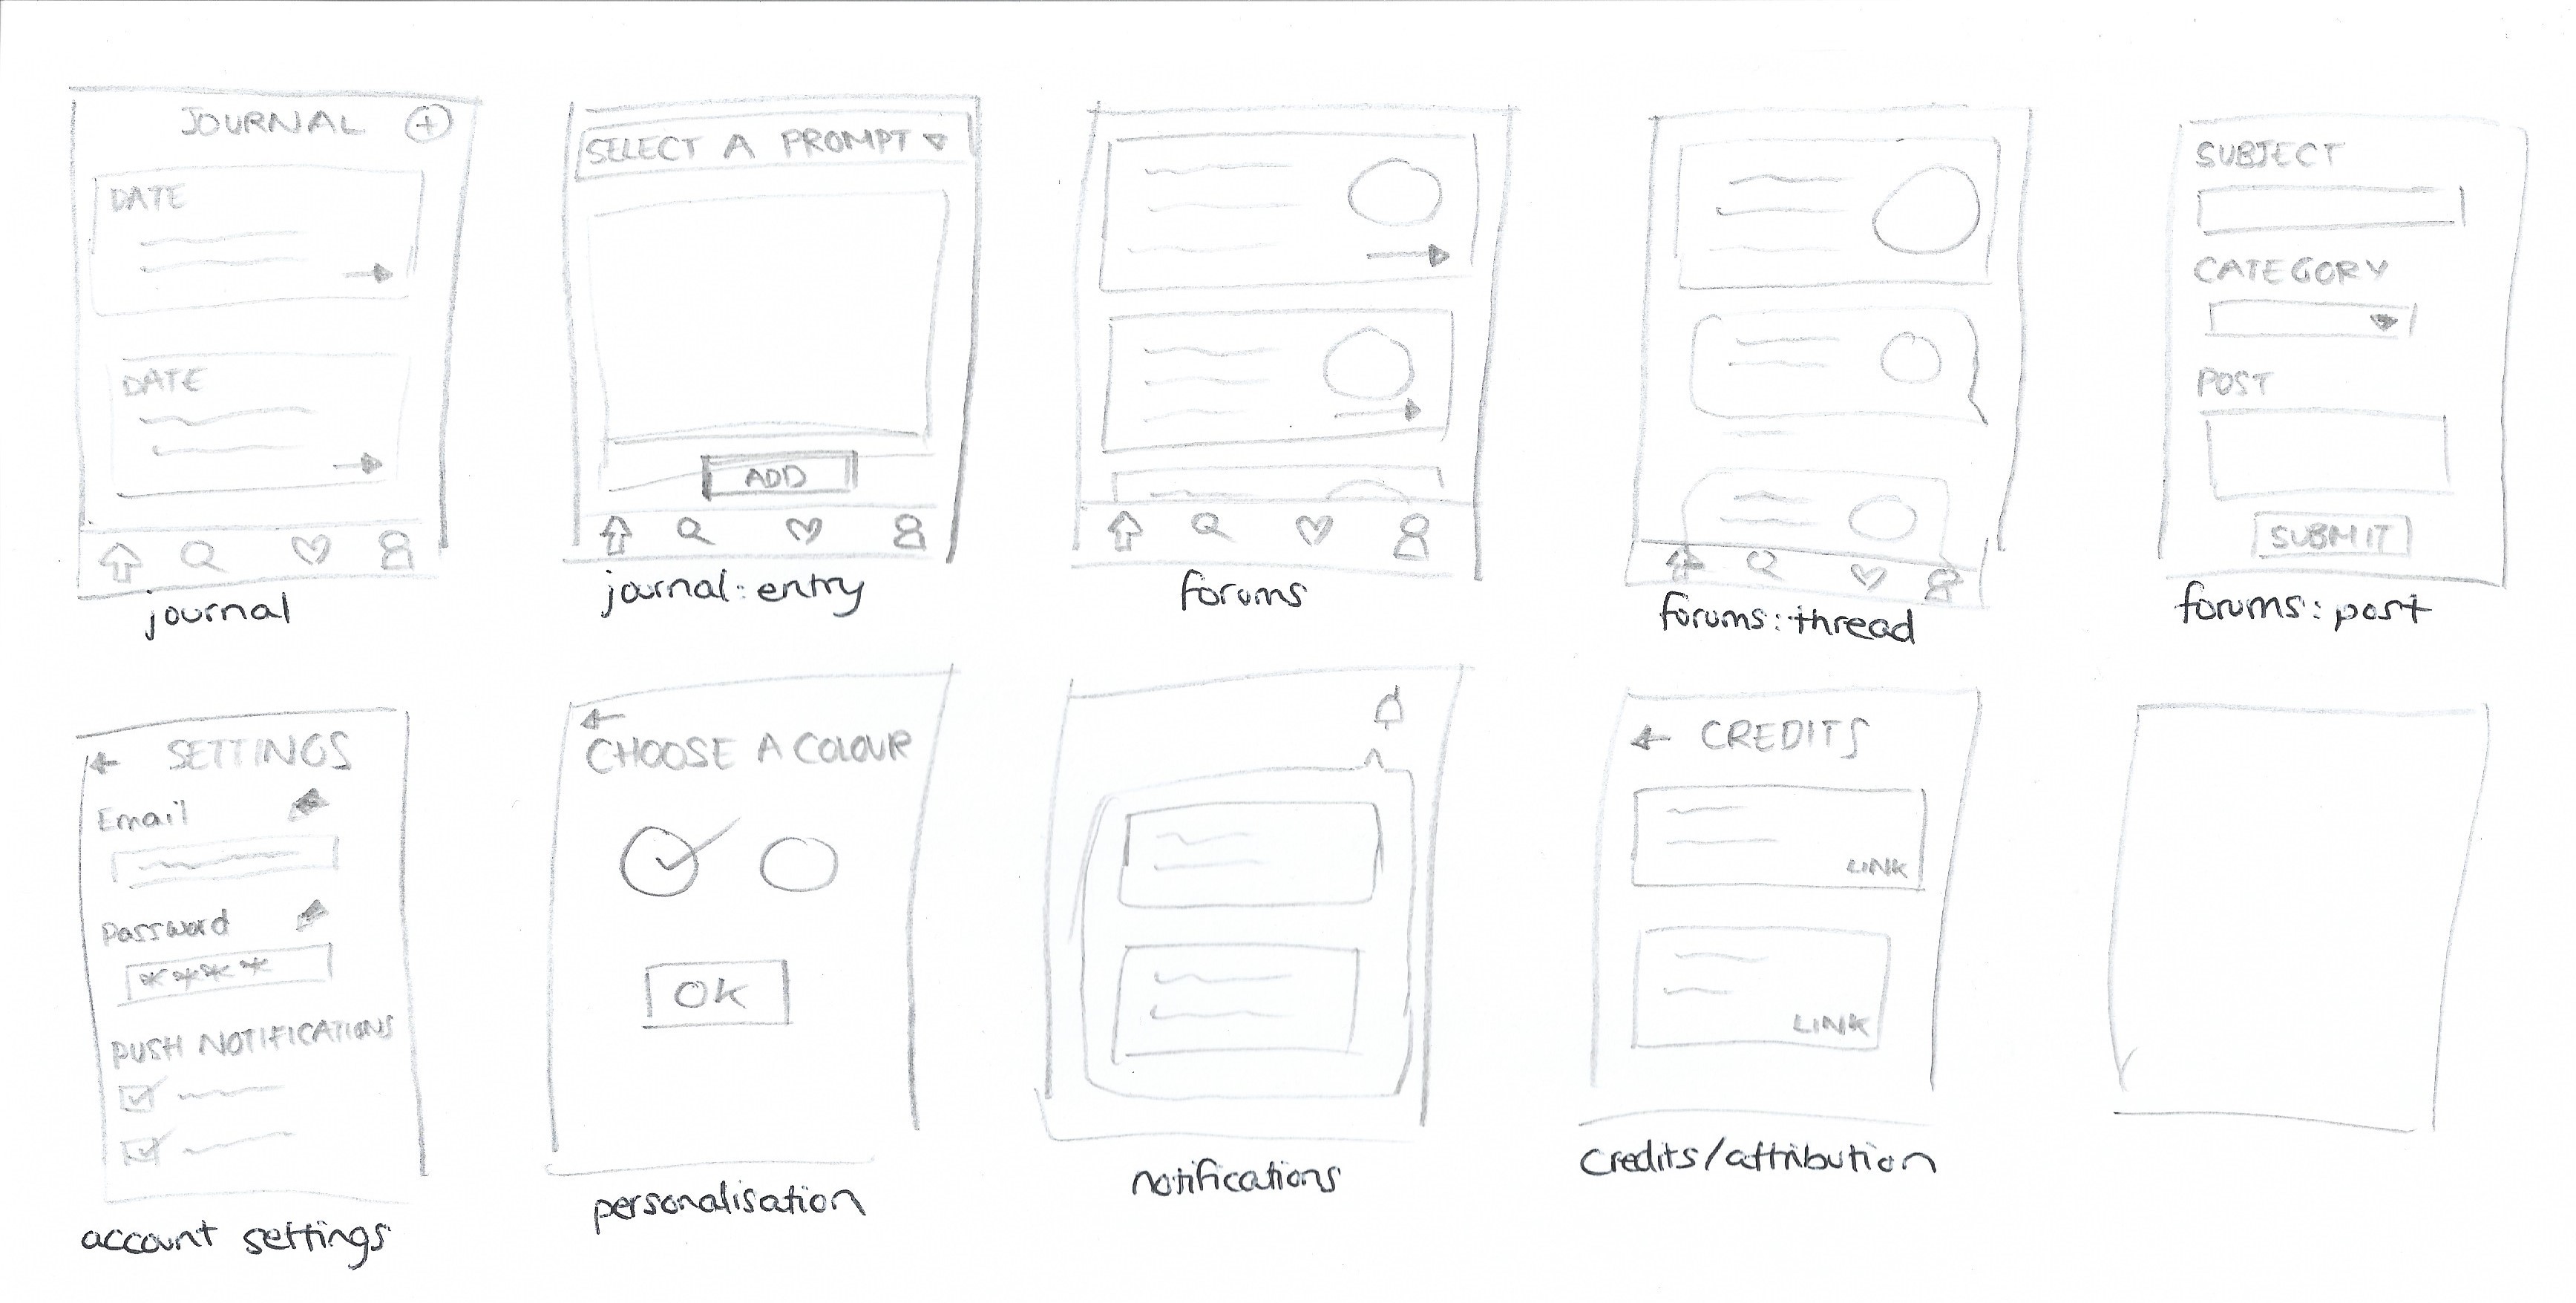 JOURNAL
DATE
DATE
journal
SELECT A PROMPT
ADD
journal: entry
forums
forums: thread
SUBJECT
CATEGORY
POST
SUBMIT
forums: post
SETTINGS
Email
Password
****
PUSH NOTIFICATIONS
account settings
CHOOSE A COLOUR
OK
personalisation
notifications
CREDITS
LINK
LINK
credits/attribution